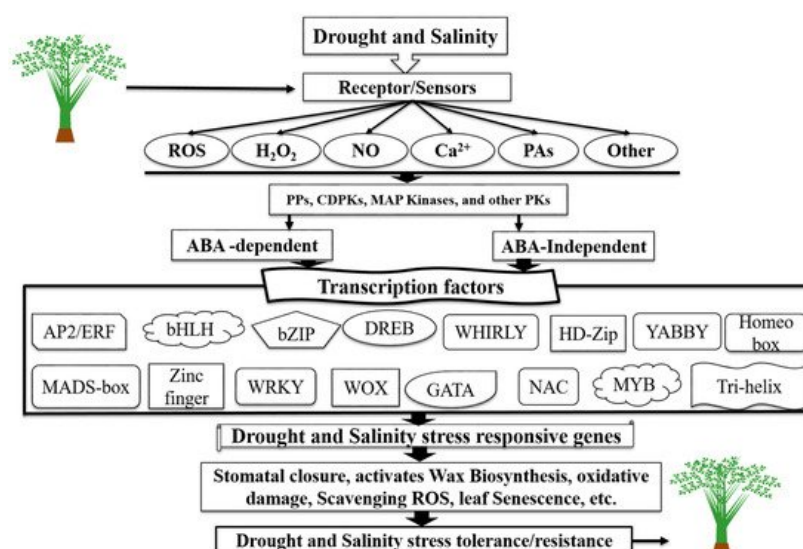 Drought and Salinity
Receptor/Sensors
ROS
H₂O₂
NO
Ca²⁺
PAs
Other
PPs, CDPKs, MAP Kinases, and other PKs
ABA -dependent
ABA-Independent
Transcription factors
AP2/ERF
bHLH
bZIP
DREB
WHIRLY
HD-Zip
YABBY
Homeo
box
MADS-box
Zinc
finger
WRKY
WOX
GATA
NAC
MYB
Tri-helix
Drought and Salinity stress responsive genes
Stomatal closure, activates Wax Biosynthesis, oxidative
damage, Scavenging ROS, leaf Senescence, etc.
Drought and Salinity stress tolerance/resistance